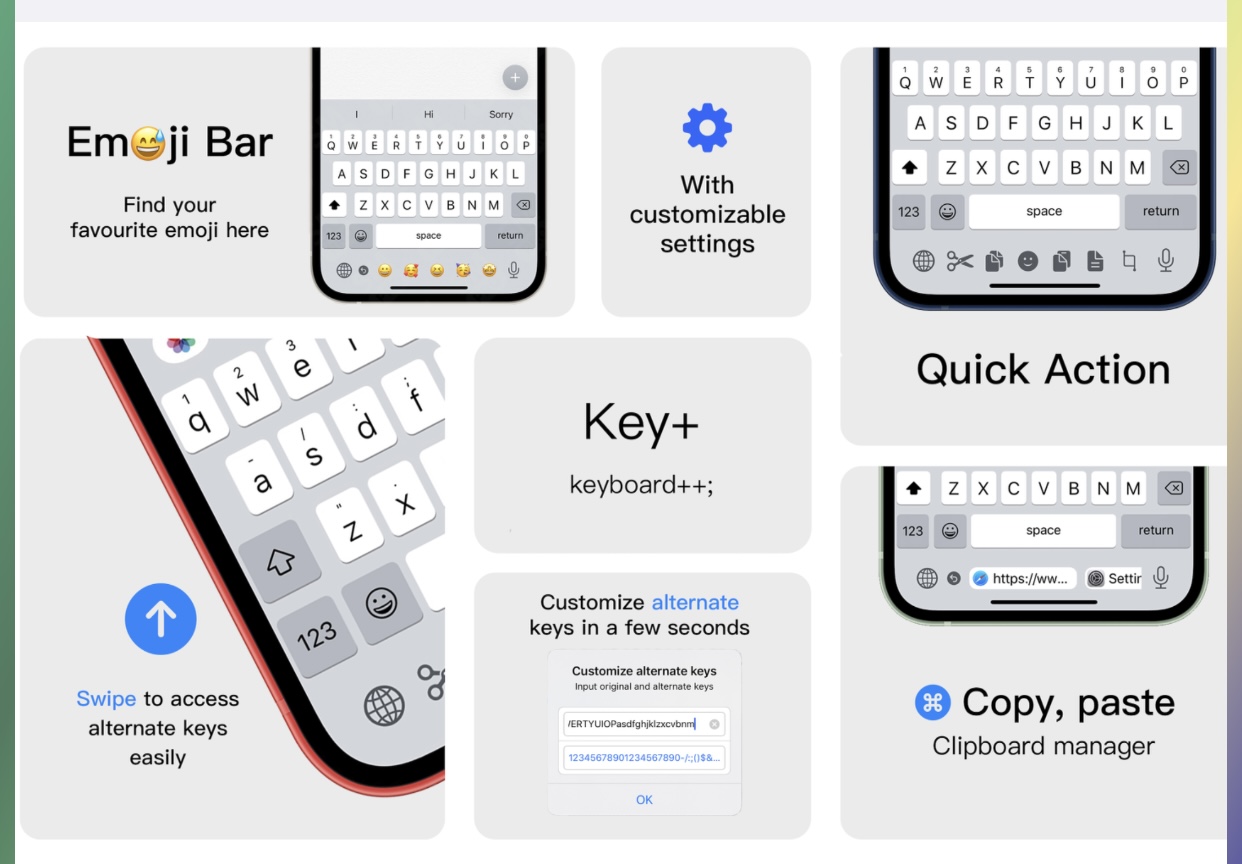 Em😅ji Bar
Find your
favourite emoji here
I Hi Sorry
1 2 3 4 5 6 7 8 9 0
Q W E R T Y U I O P
A S D F G H J K L
Z X C V B N M
123 space return
With
customizable
settings
1 2 3 4 5 6 7 8 9 0
Q W E R T Y U I O P
A S D F G H J K L
Z X C V B N M
123 space return
Quick Action
1 2 3
q w e
- / : ;
a s d f
" .
z x
123
Swipe to access
alternate keys
easily
Key+
keyboard++;
Customize alternate
keys in a few seconds
Customize alternate keys
Input original and alternate keys
/ERTYUIOPasdfghjklzxcvbnm
12345678901234567890-/:;()$&...
OK
Z X C V B N M
123 space return
https://ww... Settir
⌘ Copy, paste
Clipboard manager